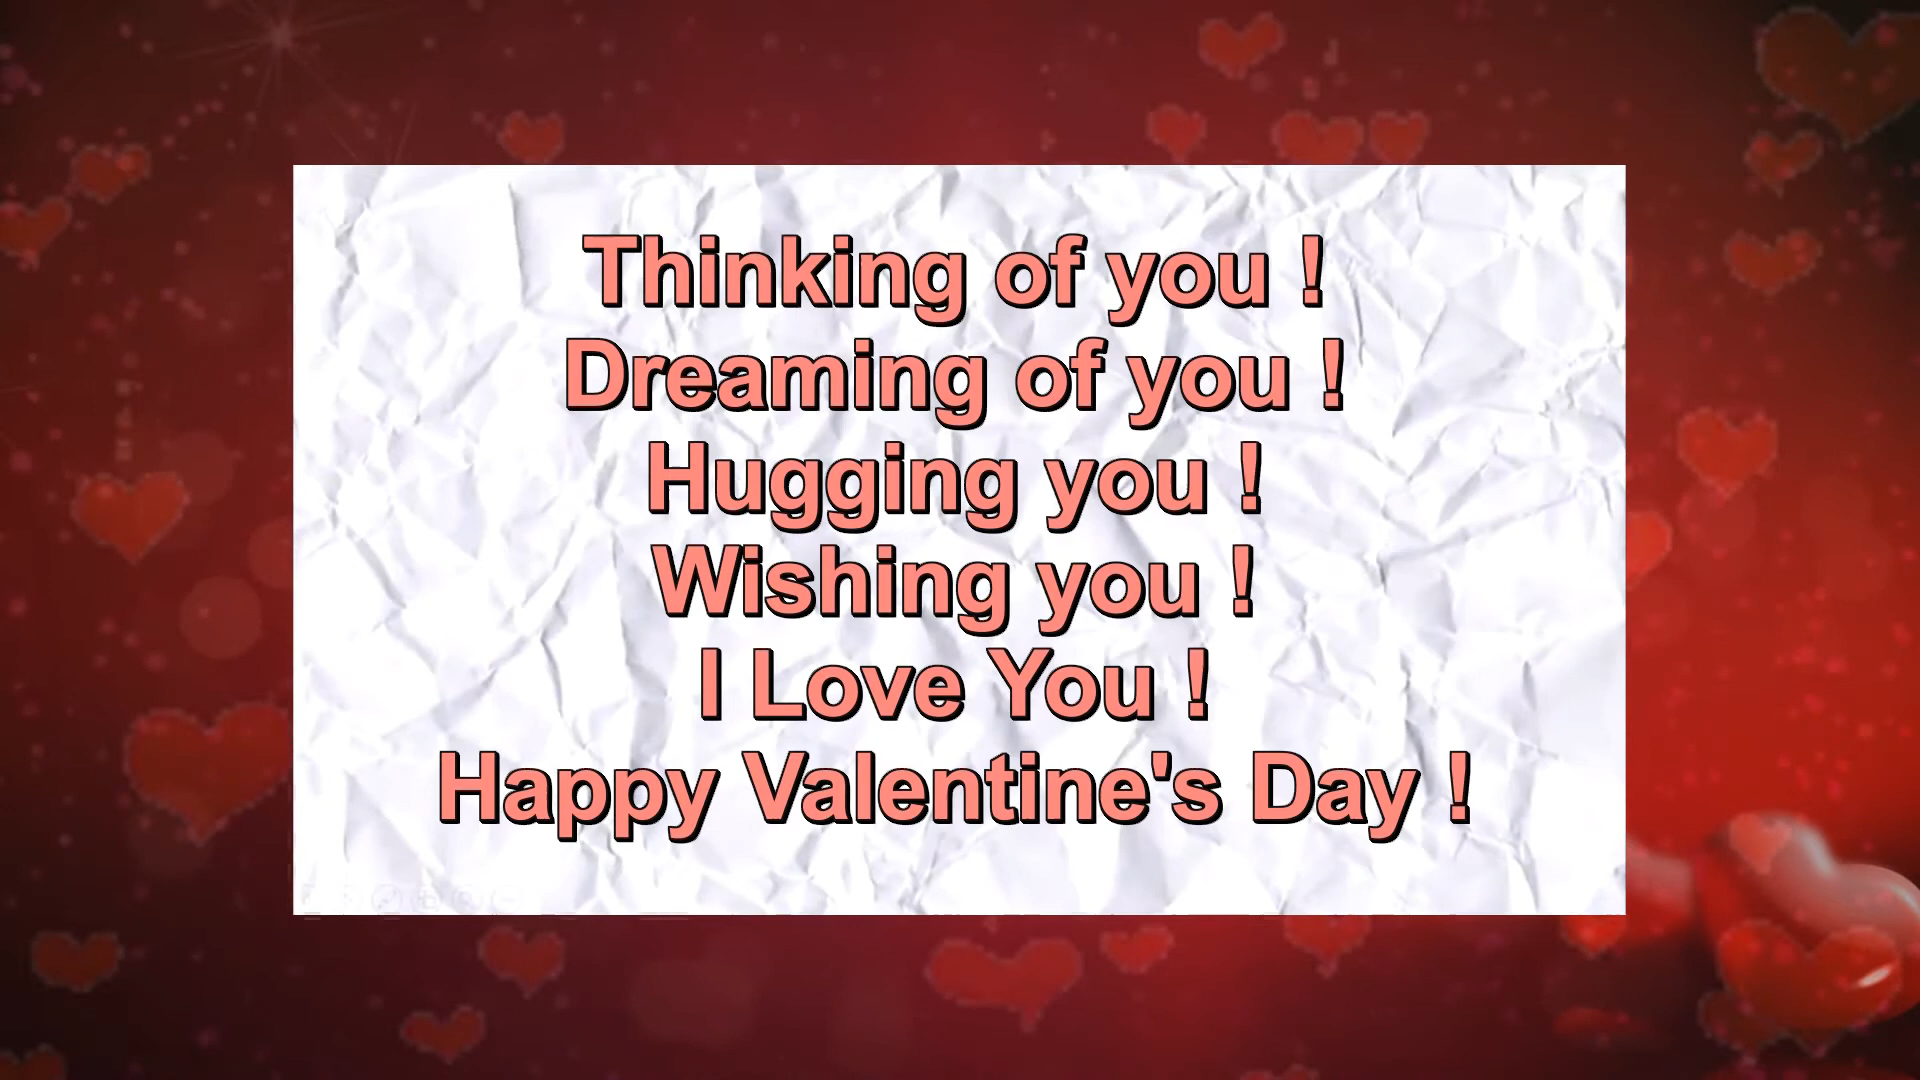 Thinking of you !
Dreaming of you !
Hugging you !
Wishing you !
I Love You !
Happy Valentine's Day !